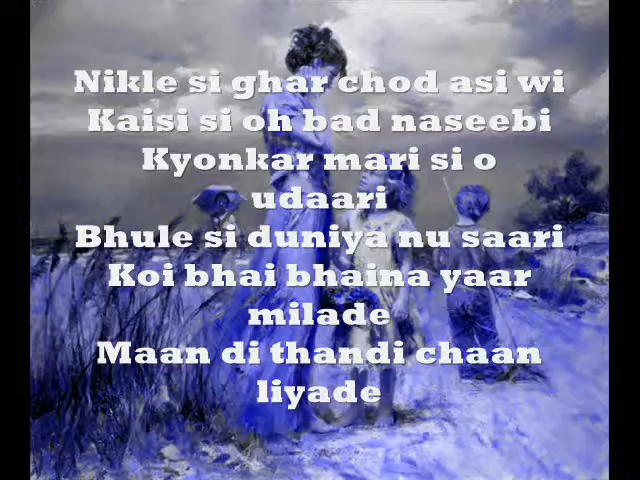 Nikle si ghar chod asi wi
Kaisi si oh bad naseebi
Kyonkar mari si o
udaari
Bhule si duniya nu saari
Koi bhai bhaina yaar
milade
Maan di thandi chaan
liyade